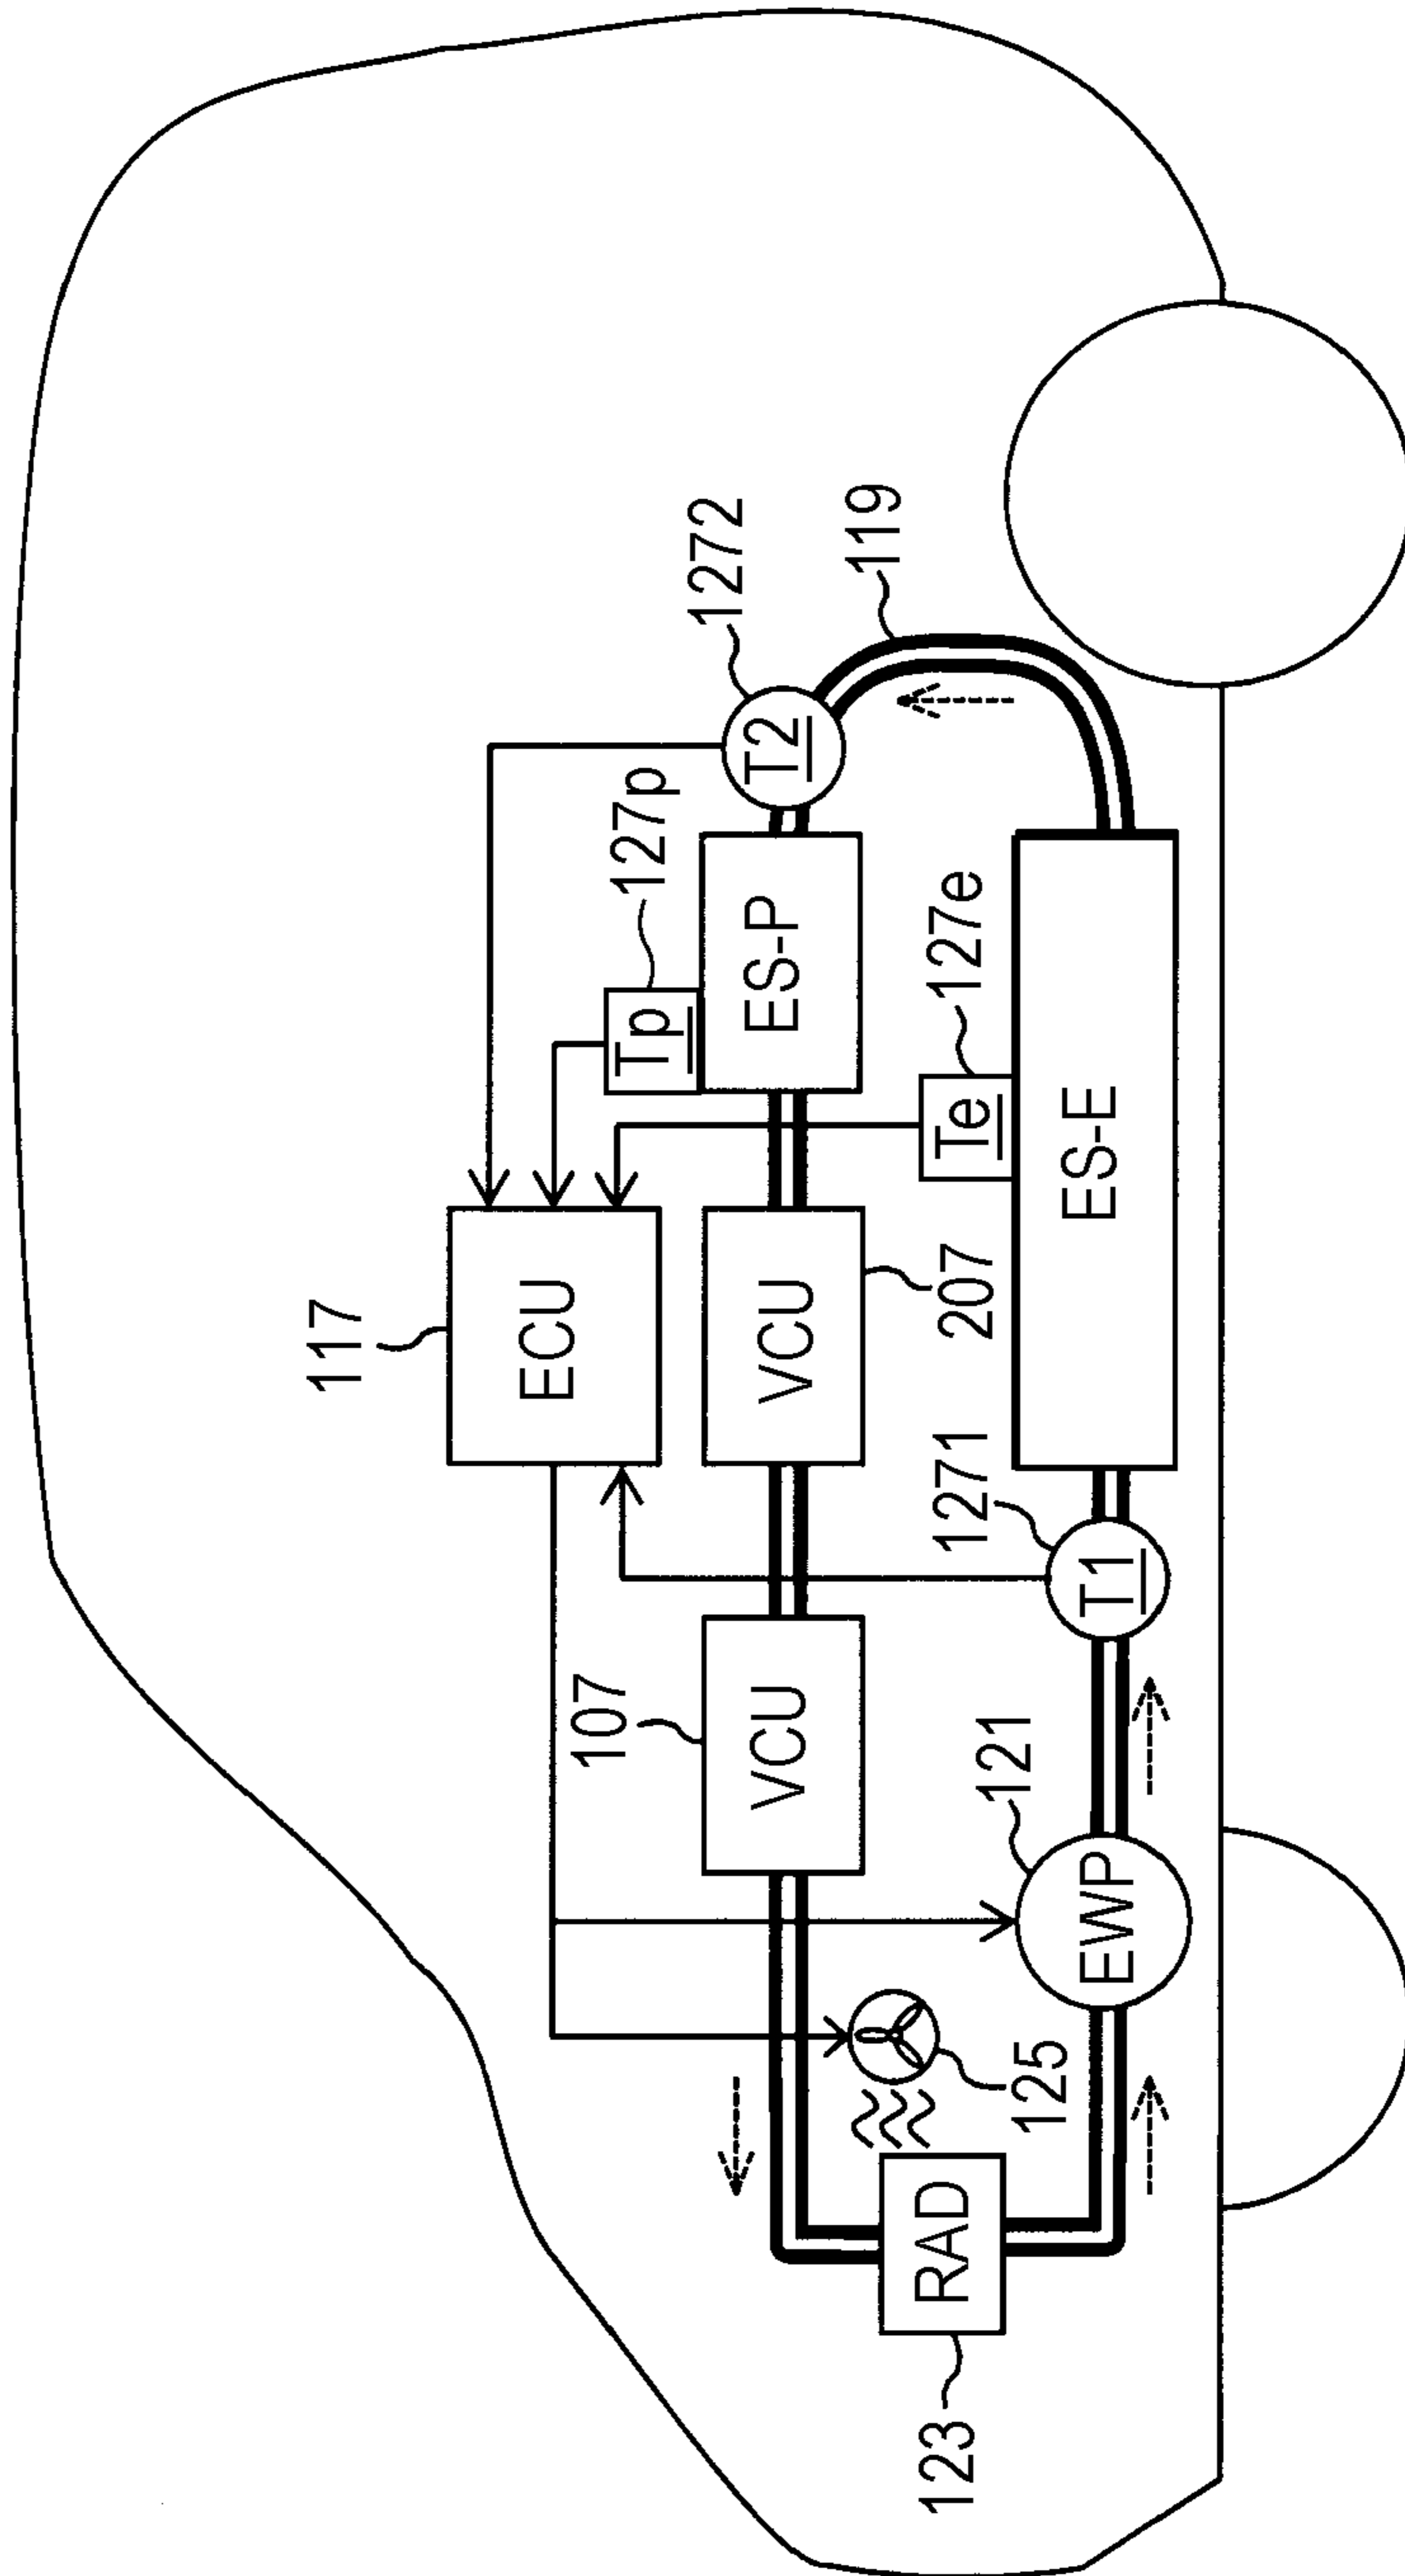 117
1272
119
T2
127p
Tp
ES-P
127e
Te
ES-E
ECU
VCU
207
107
VCU
1271
T1
121
EWP
125
RAD
123